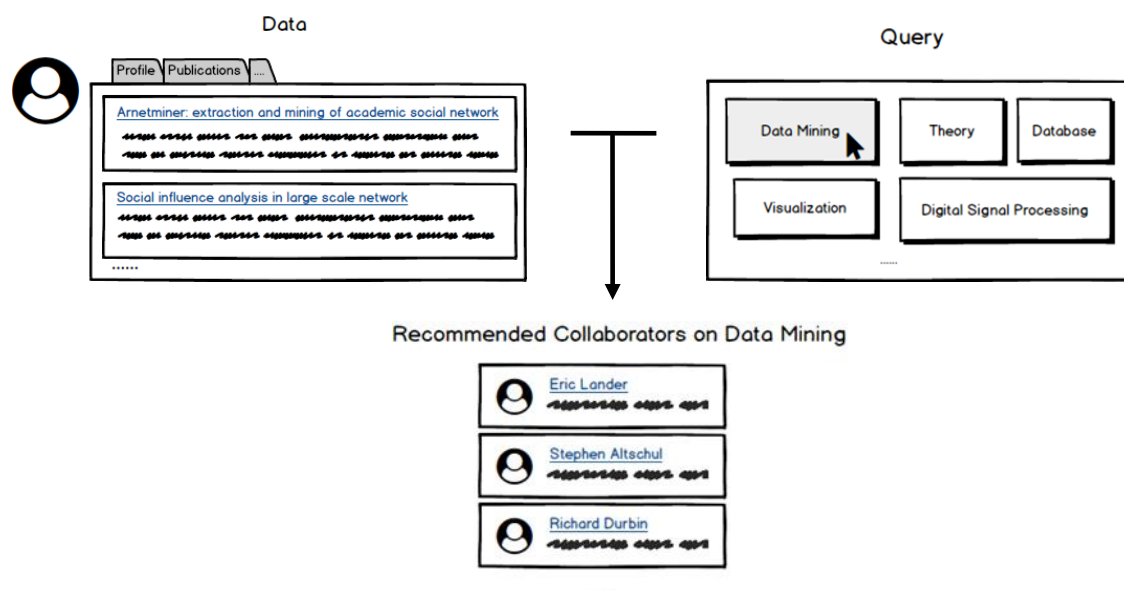 Data
Profile
Publications
....
Arnetminer: extraction and mining of academic social network
Social influence analysis in large scale network
......
Query
Data Mining
Theory
Database
Visualization
Digital Signal Processing
......
Recommended Collaborators on Data Mining
Eric Lander
Stephen Altschul
Richard Durbin